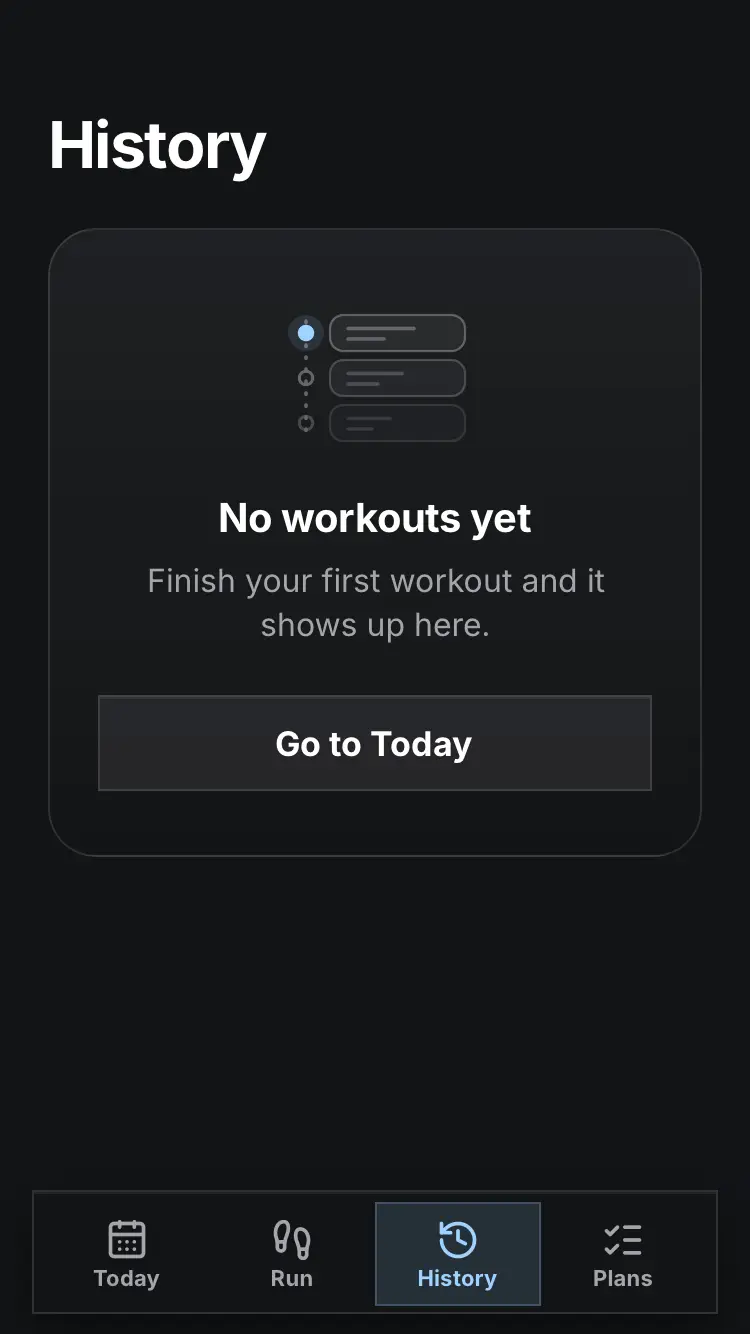 History
No workouts yet
Finish your first workout and it
shows up here.
Go to Today
Today
Run
History
Plans